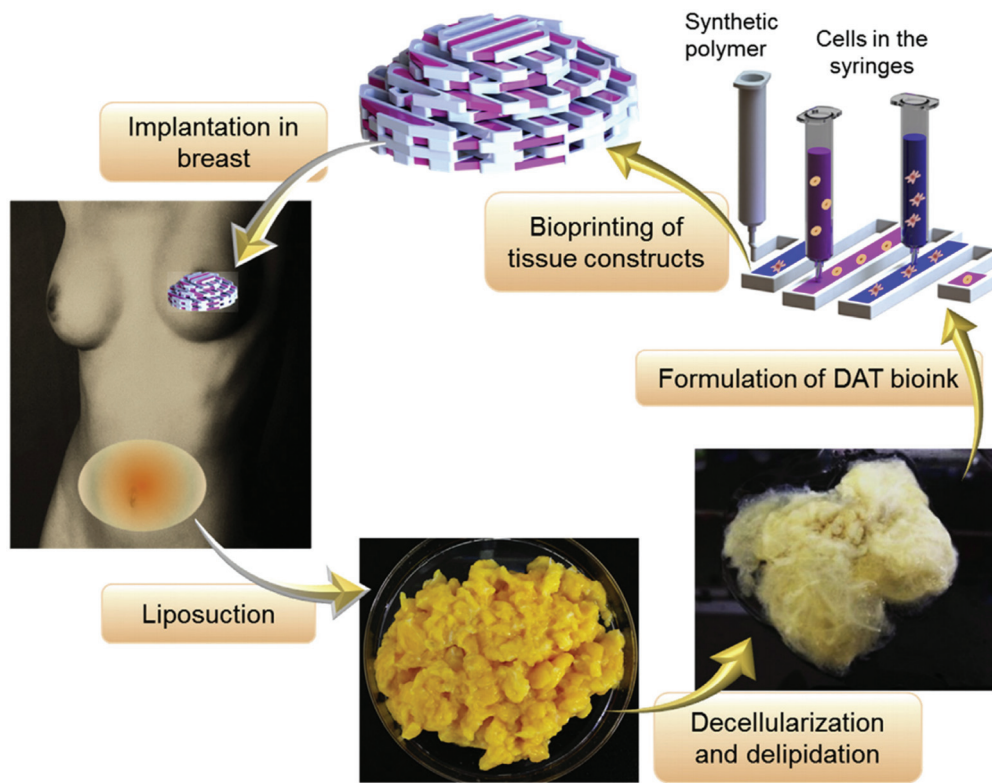 Synthetic
polymer
Cells in the
syringes
Implantation in
breast
Bioprinting of
tissue constructs
Formulation of DAT bioink
Liposuction
Decellularization
and delipidation